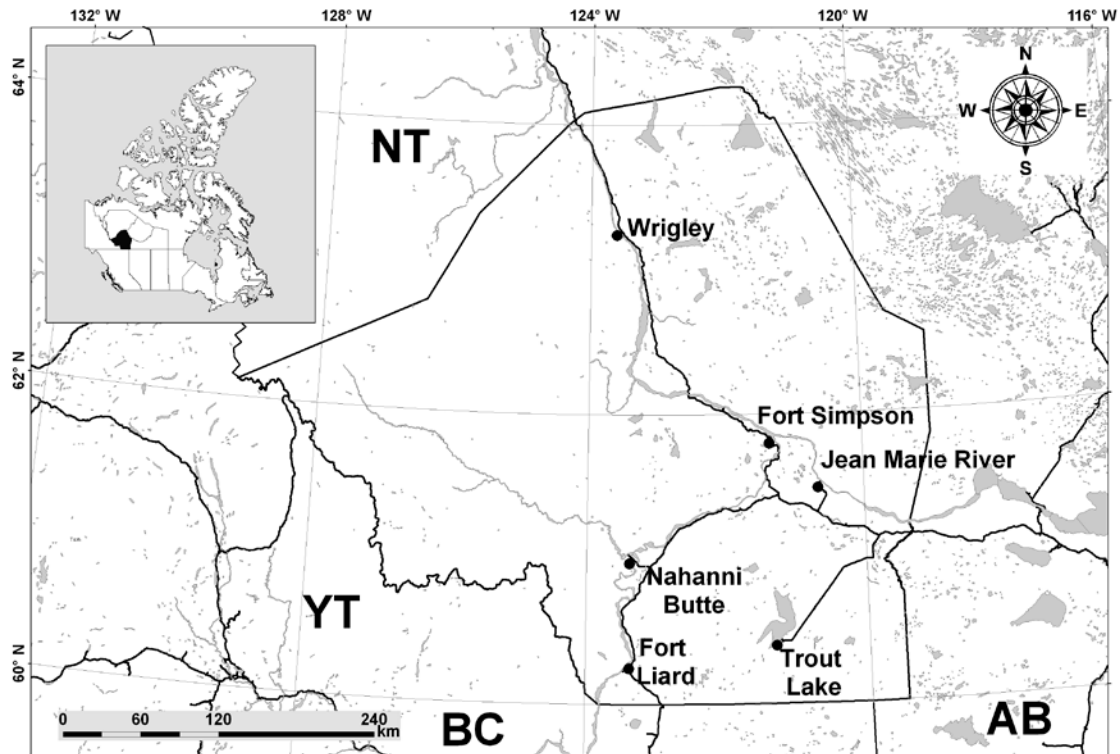 132° W
128° W
124° W
120° W
116° W
64° N
62° N
60° N
N
W
E
S
NT
Wrigley
Fort Simpson
Jean Marie River
Nahanni
Butte
YT
Fort
Liard
Trout
Lake
BC
AB
0
60
120
240
km